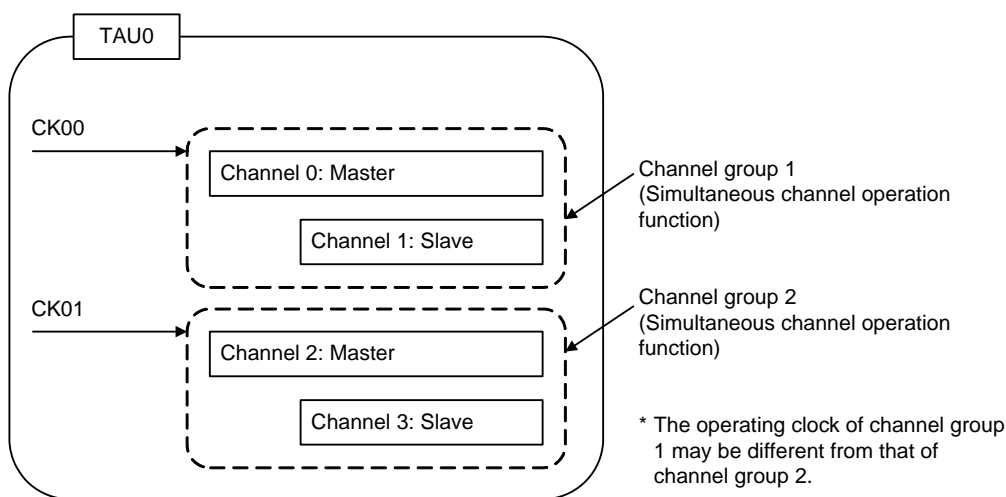 TAU0
CK00
Channel 0: Master
Channel 1: Slave
Channel group 1
(Simultaneous channel operation
function)
CK01
Channel 2: Master
Channel 3: Slave
Channel group 2
(Simultaneous channel operation
function)
* The operating clock of channel group
1 may be different from that of
channel group 2.